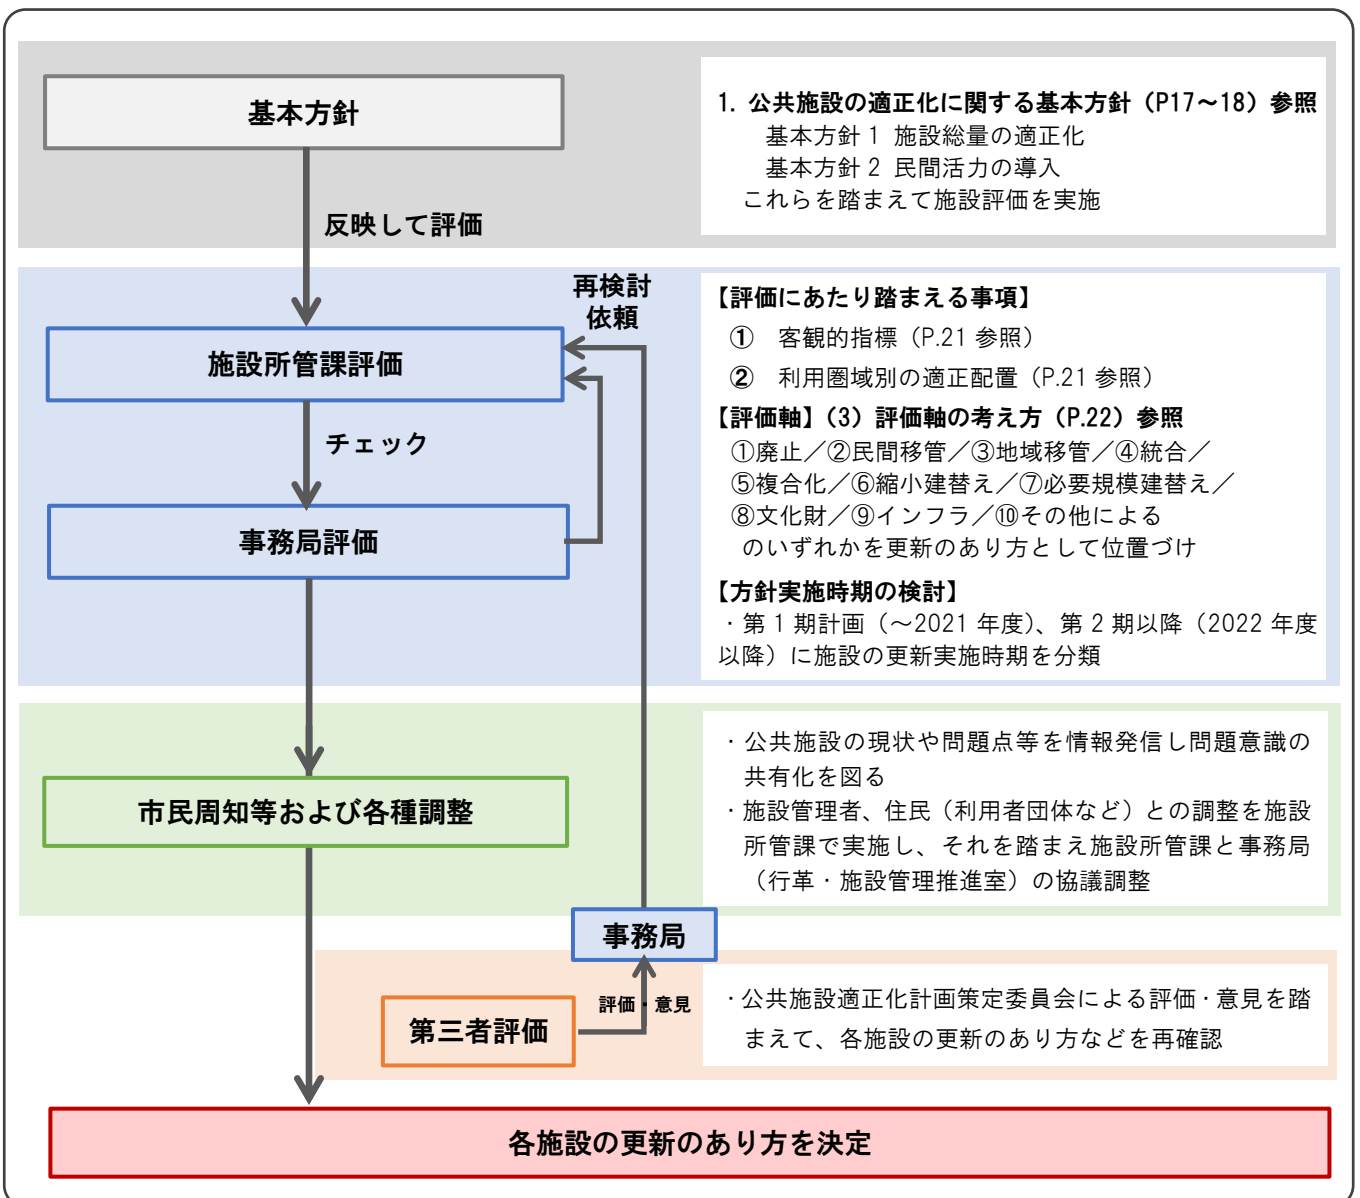 基本方針
1. 公共施設の適正化に関する基本方針（P17～18）参照
基本方針1 施設総量の適正化
基本方針2 民間活力の導入
これらを踏まえて施設評価を実施
反映して評価
再検討
依頼
施設所管課評価
チェック
事務局評価
【評価にあたり踏まえる事項】
① 客観的指標（P.21 参照）
② 利用圏域別の適正配置（P.21 参照）
【評価軸】（3）評価軸の考え方（P.22）参照
①廃止／②民間移管／③地域移管／④統合／
⑤複合化／⑥縮小建替え／⑦必要規模建替え／
⑧文化財／⑨インフラ／⑩その他による
のいずれかを更新のあり方として位置づけ
【方針実施時期の検討】
・第1期計画（～2021 年度）、第2期以降（2022 年度
以降）に施設の更新実施時期を分類
市民周知等および各種調整
・公共施設の現状や問題点等を情報発信し問題意識の
共有化を図る
・施設管理者、住民（利用者団体など）との調整を施設
所管課で実施し、それを踏まえ施設所管課と事務局
（行革・施設管理推進室）の協議調整
事務局
評価・意見
第三者評価
・公共施設適正化計画策定委員会による評価・意見を踏
まえて、各施設の更新のあり方などを再確認
各施設の更新のあり方を決定